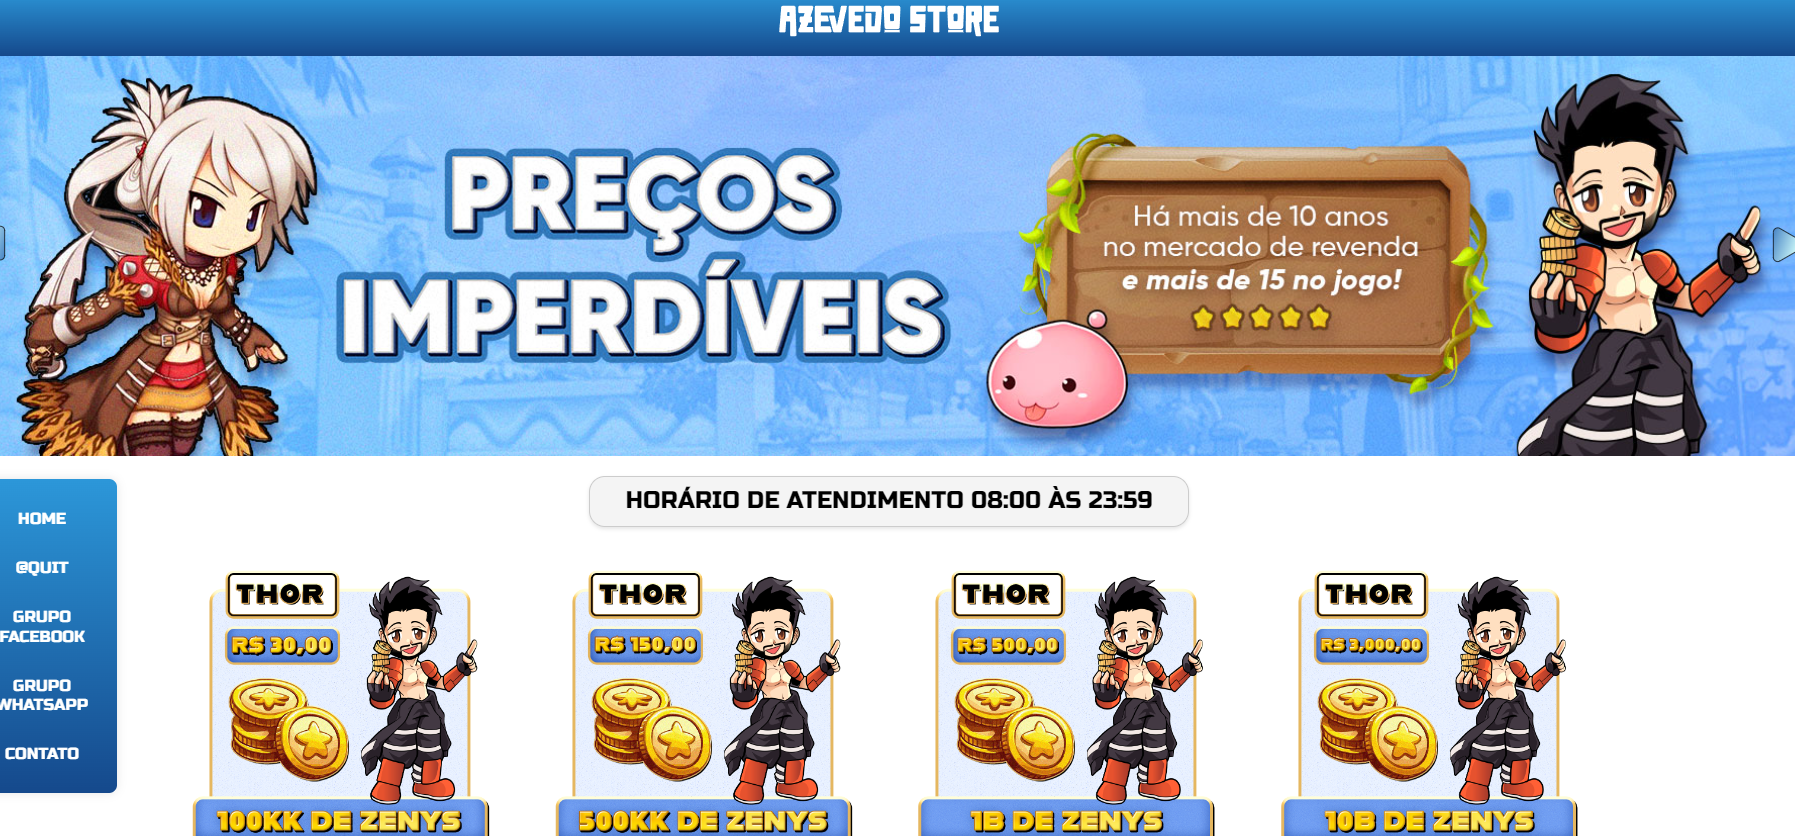 AZEVEDO STORE
PREÇOS
IMPERDÍVEIS
Há mais de 10 anos
no mercado de revenda
e mais de 15 no jogo!
HORÁRIO DE ATENDIMENTO 08:00 ÀS 23:59
HOME
@QUIT
GRUPO
FACEBOOK
GRUPO
WHATSAPP
CONTATO
THOR
R$ 30,00
100KK DE ZENYS
THOR
R$ 150,00
500KK DE ZENYS
THOR
R$ 500,00
1B DE ZENYS
THOR
R$ 3,000,00
10B DE ZENYS